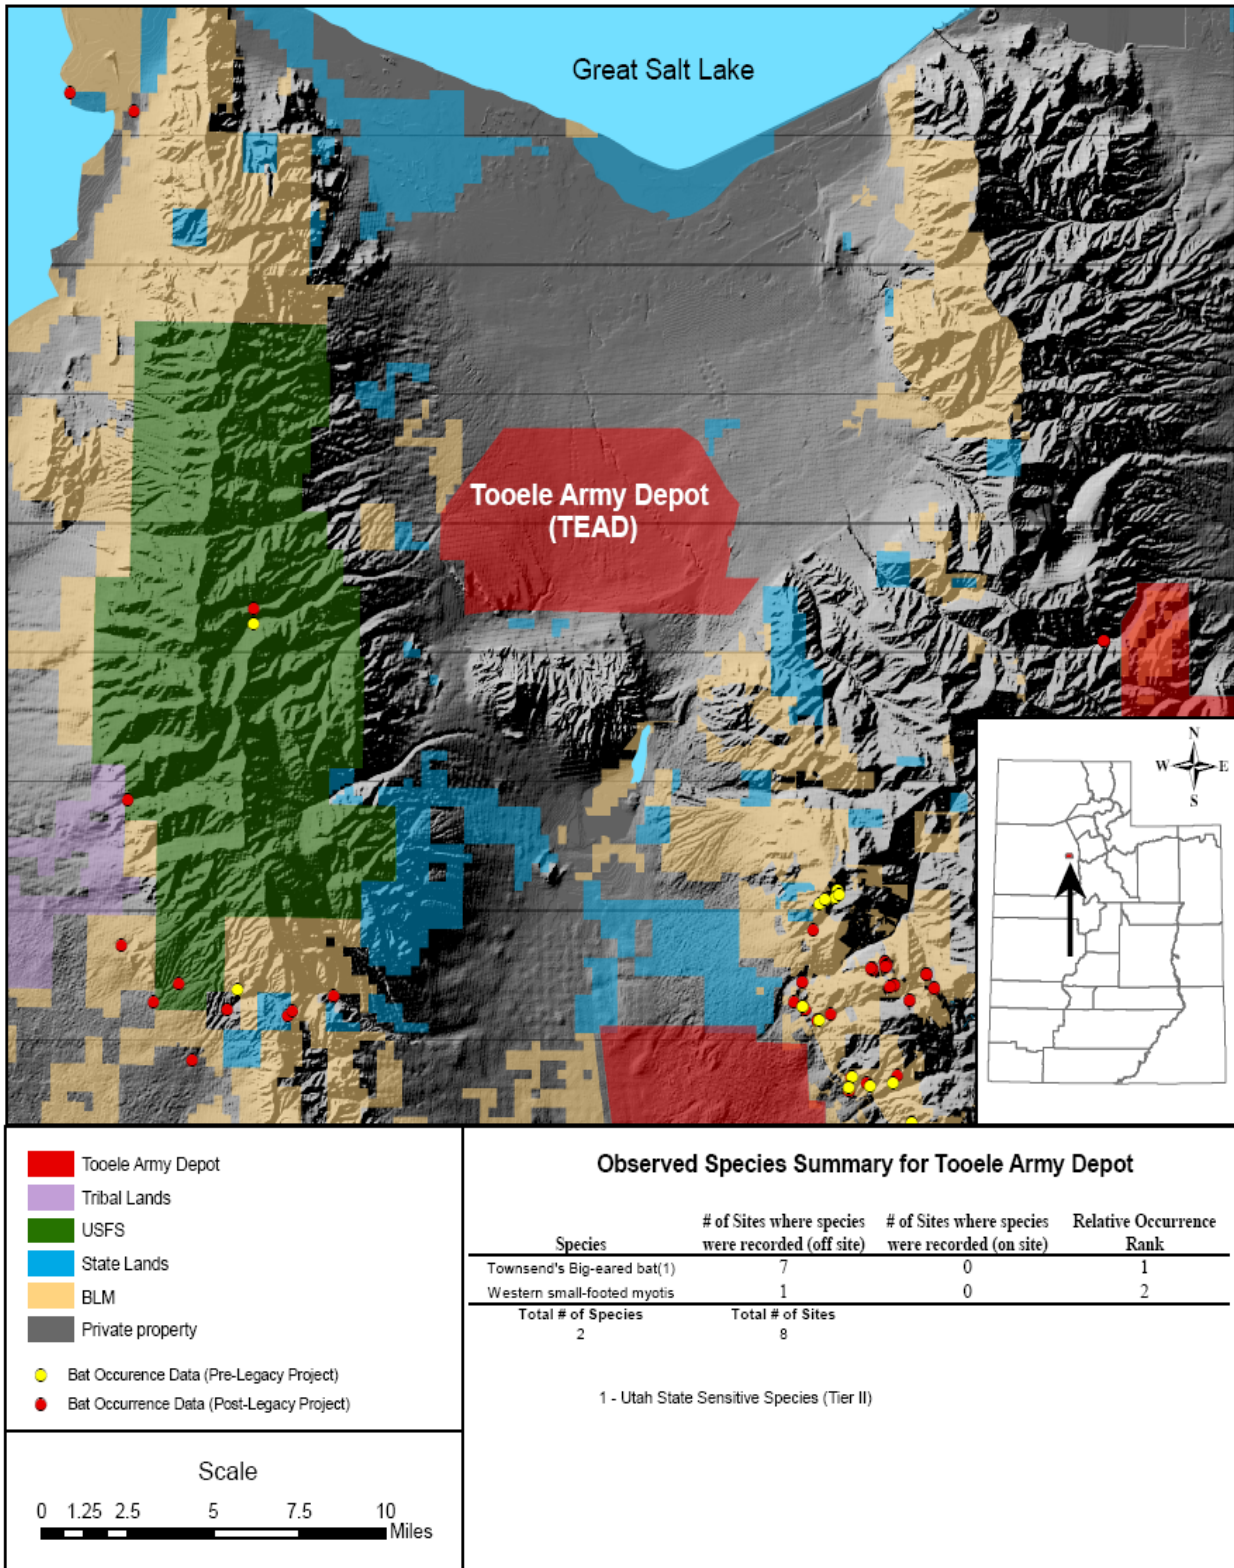 Great Salt Lake
Tooele Army Depot
(TEAD)
N
W E
S
Tooele Army Depot
Tribal Lands
USFS
State Lands
BLM
Private property
Bat Occurence Data (Pre-Legacy Project)
Bat Occurrence Data (Post-Legacy Project)
Scale
0 1.25 2.5 5 7.5 10
Miles
Observed Species Summary for Tooele Army Depot
Species # of Sites where species were recorded (off site) # of Sites where species were recorded (on site) Relative Occurrence Rank
Townsend's Big-eared bat(1) 7 0 1
Western small-footed myotis 1 0 2
Total # of Species Total # of Sites
2 8
1 - Utah State Sensitive Species (Tier II)